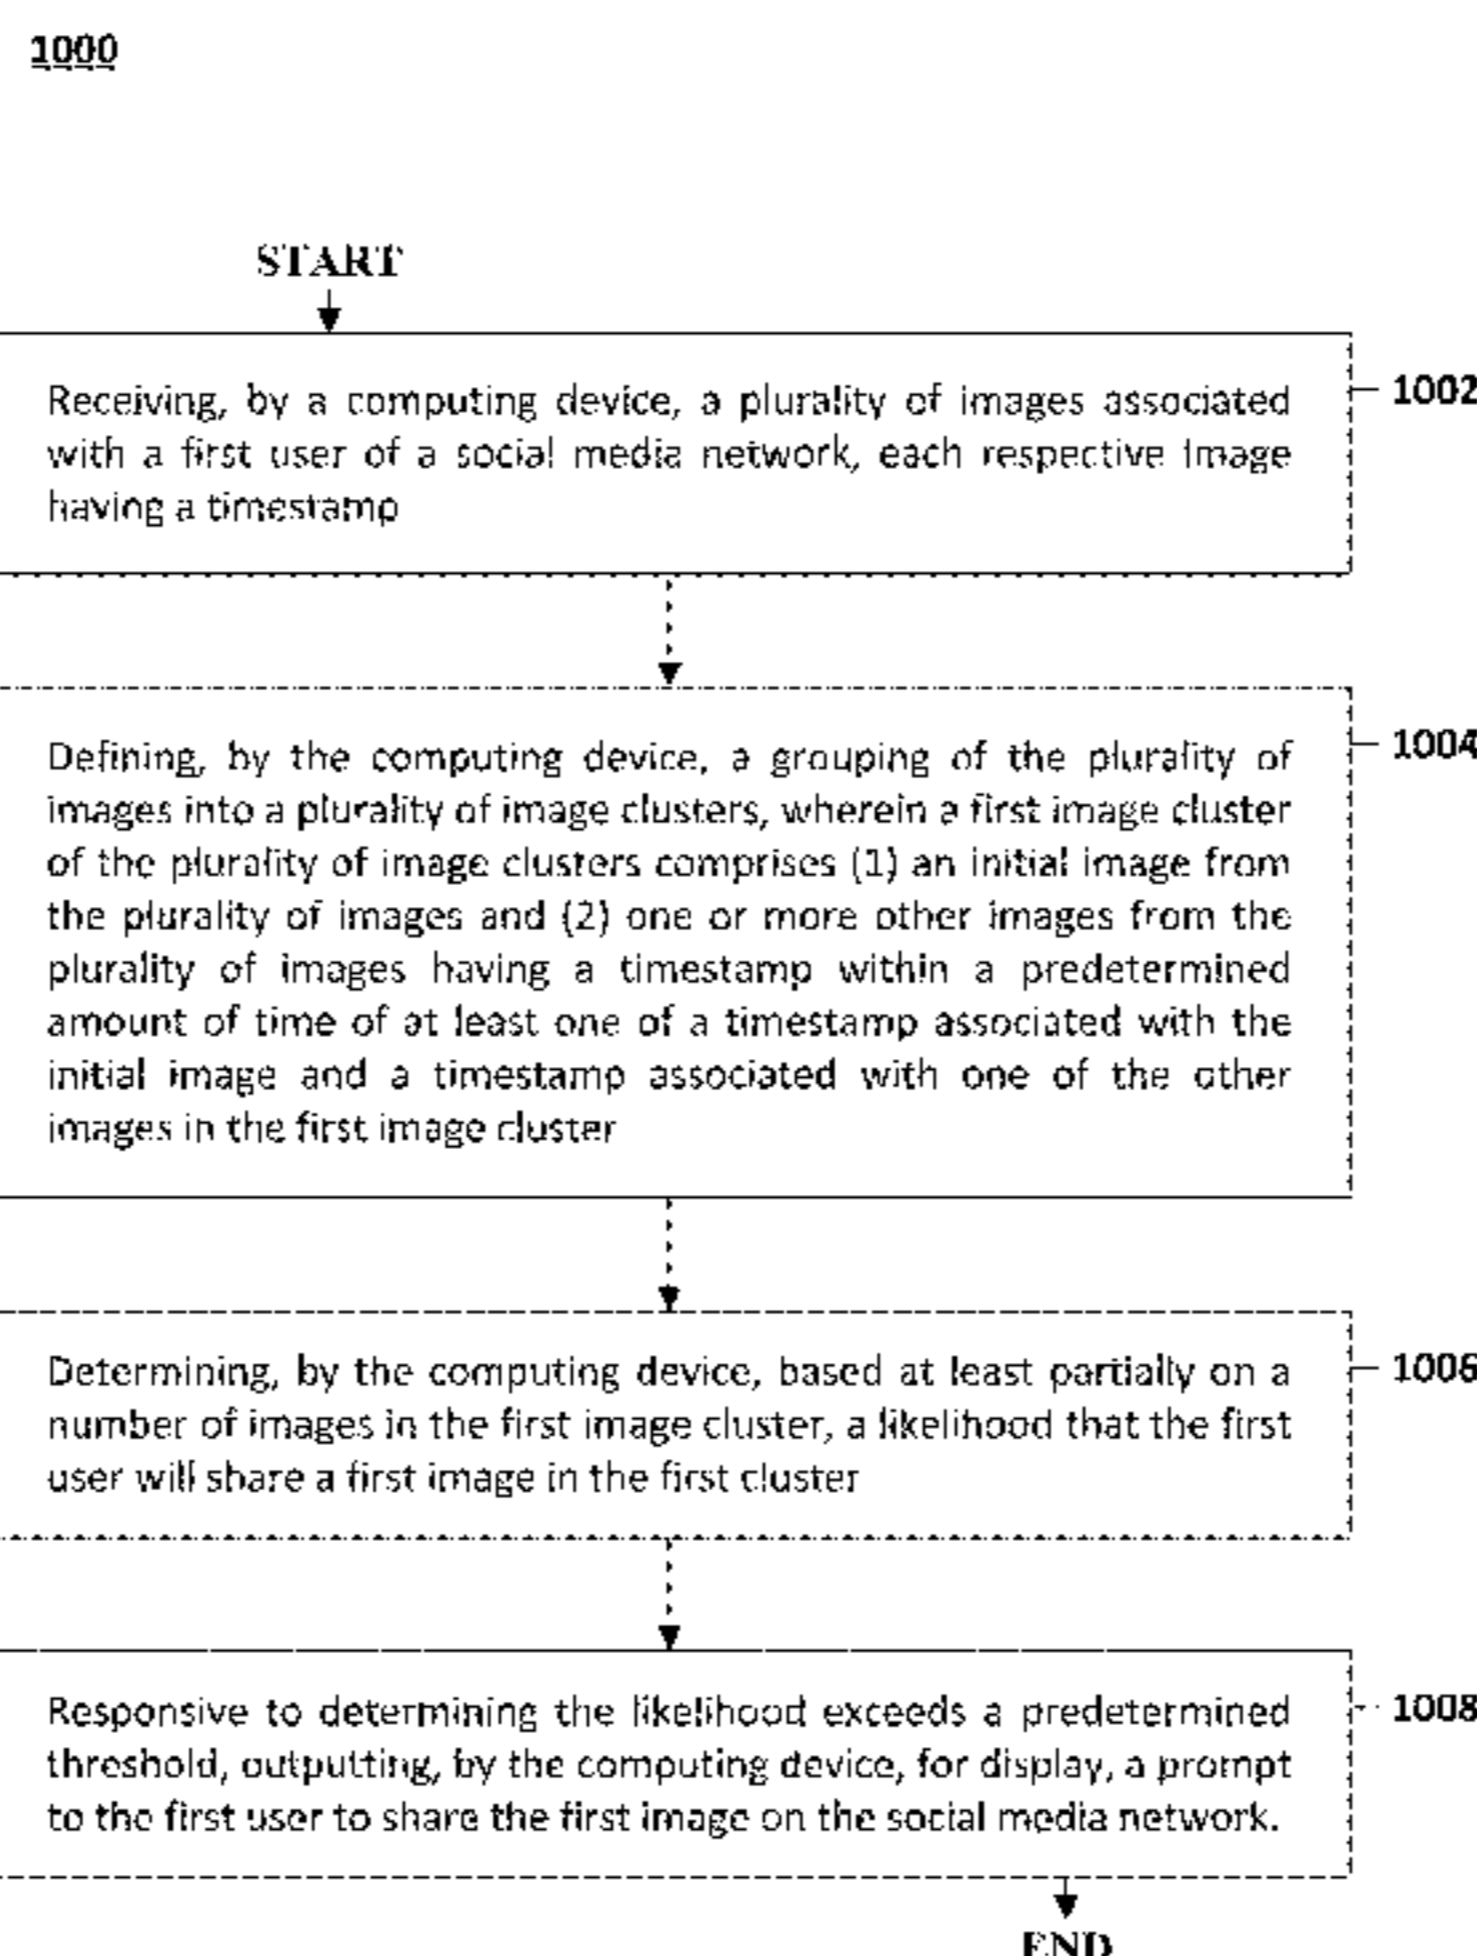 1000
START
Receiving, by a computing device, a plurality of images associated
1002
with a first user of a social media network, each respective image
having a timestamp
Defining, by the computing device, a grouping of the plurality of
1004
images into a plurality of image clusters, wherein a first image cluster
of the plurality of image clusters comprises (1) an initial image from
the plurality of images and (2) one or more other images from the
plurality of images having a timestamp within a predetermined
amount of time of at least one of a timestamp associated with the
initial image and a timestamp associated with one of the other
images in the first image cluster
Determining, by the computing device, based at least partially on a
1006
number of images in the first image cluster, a likelihood that the first
user will share a first image in the first cluster
Responsive to determining the likelihood exceeds a predetermined
1008
threshold, outputting, by the computing device, for display, a prompt
to the first user to share the first image on the social media network.
END